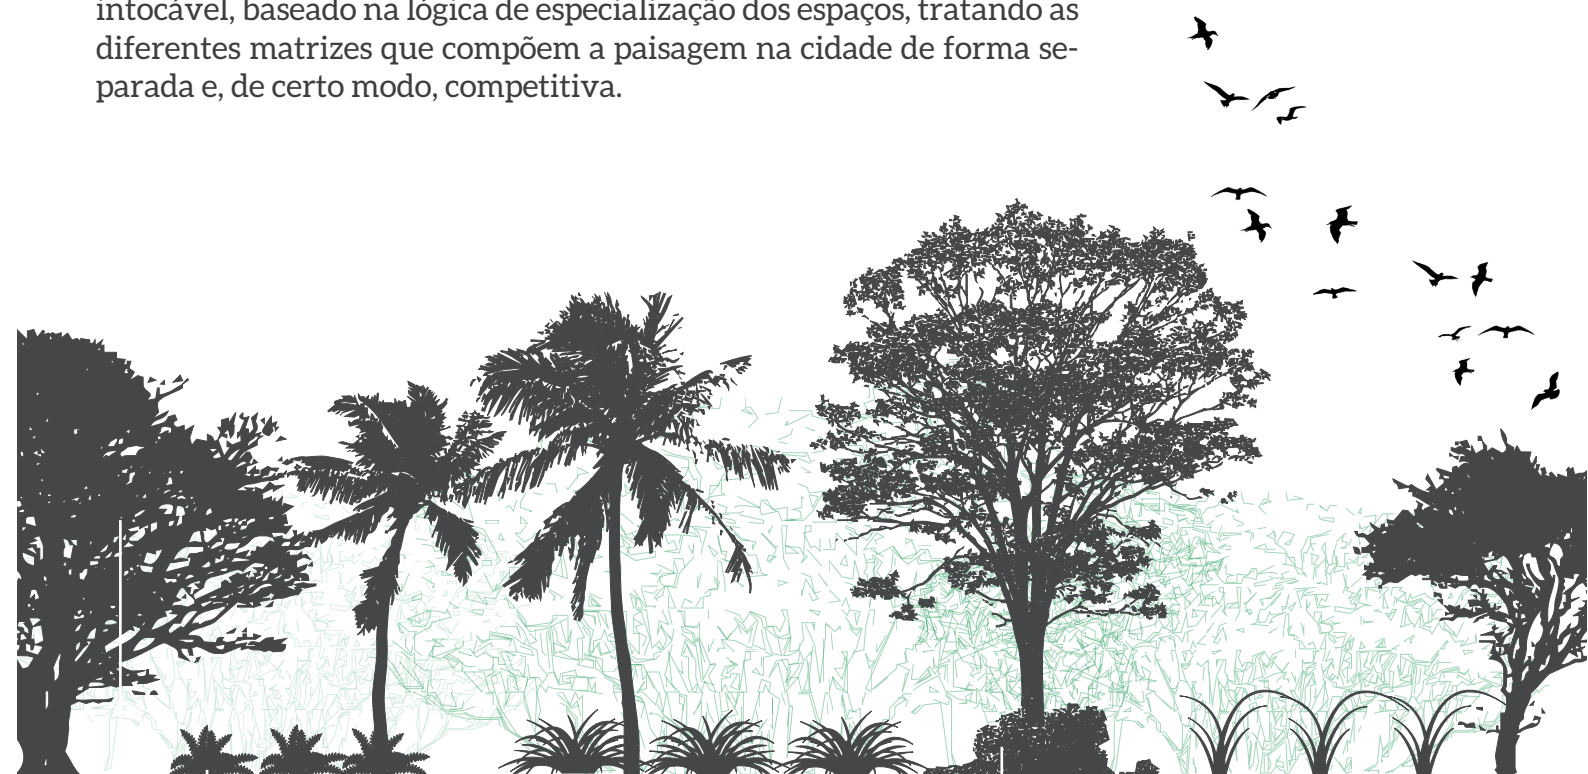 intocável, baseado na lógica de especialização dos espaços, tratando as
diferentes matrizes que compõem a paisagem na cidade de forma se-
parada e, de certo modo, competitiva.